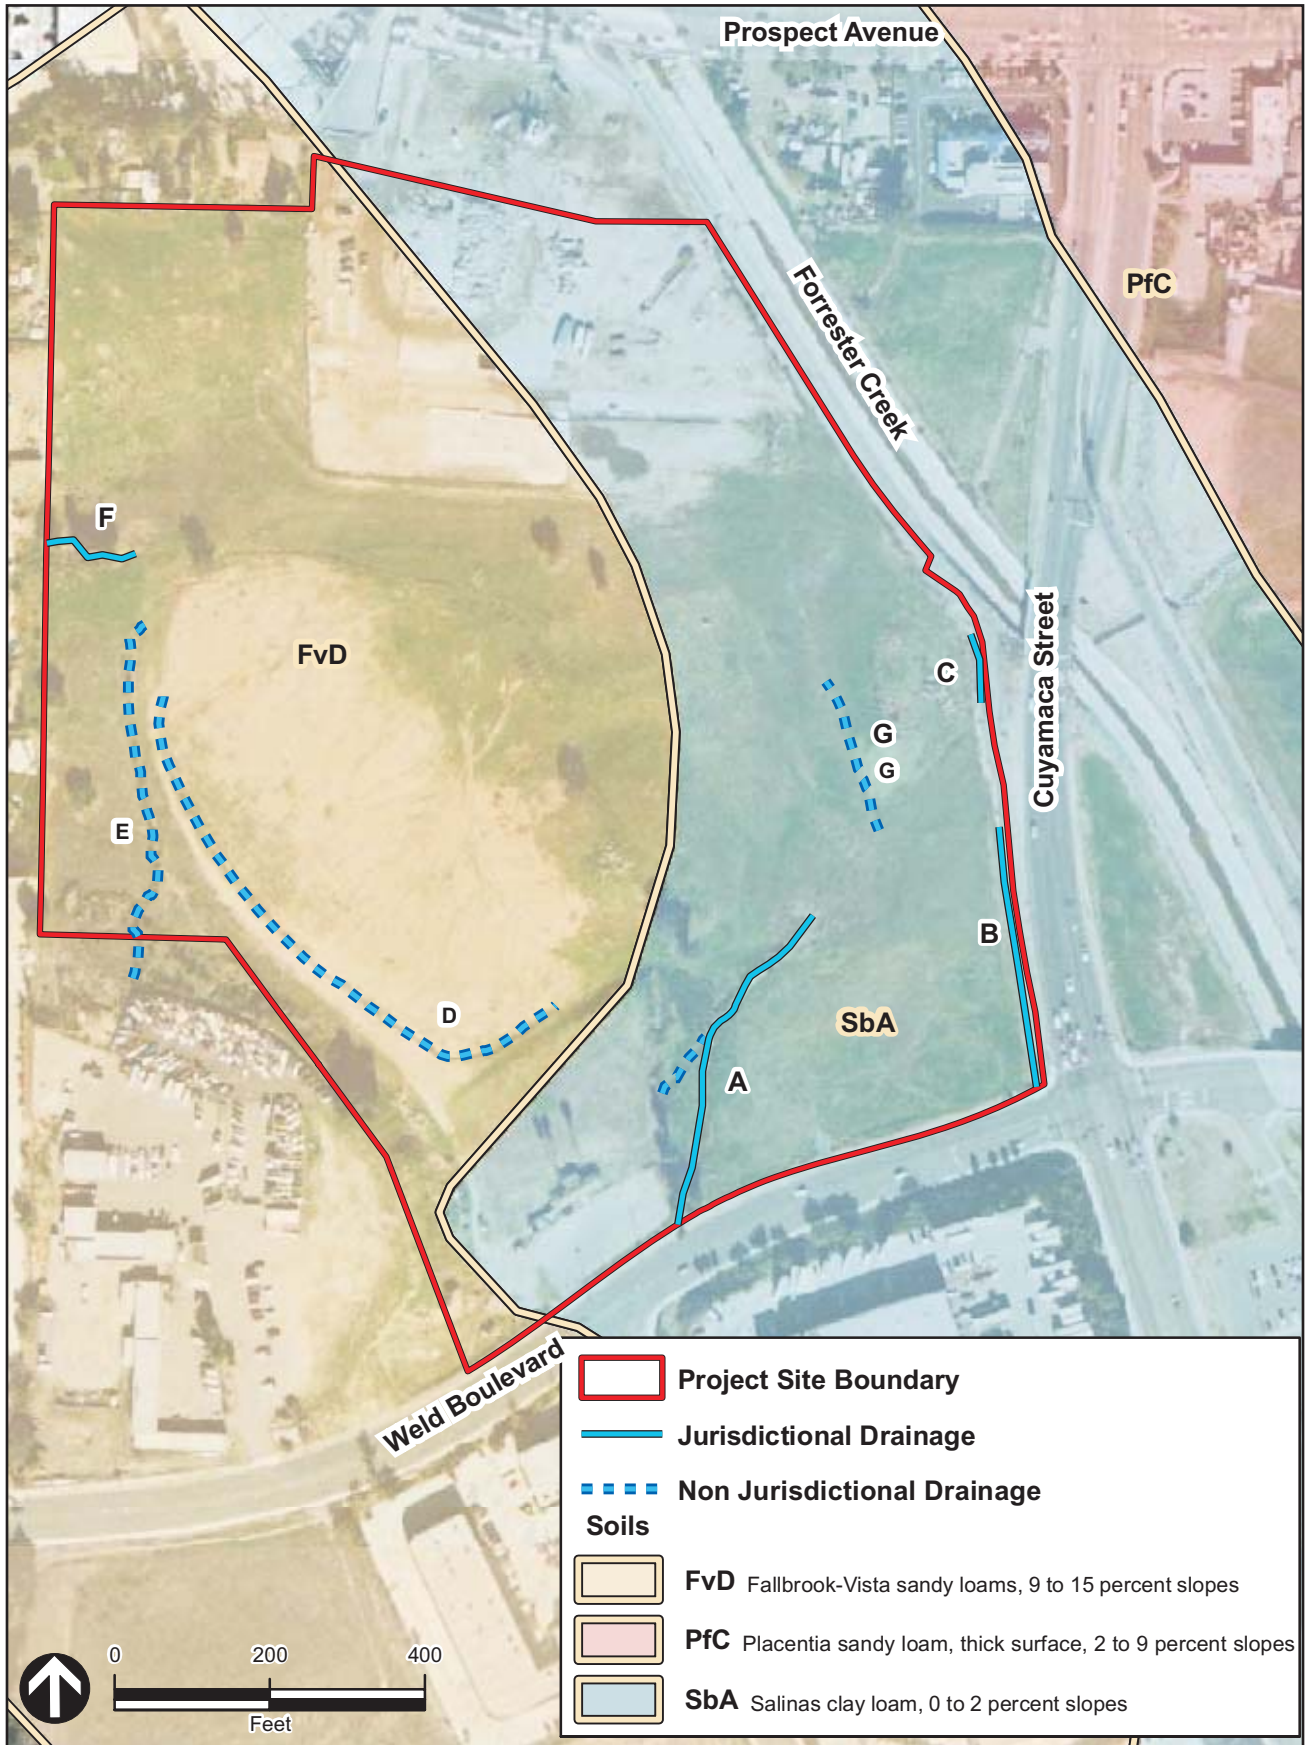 Prospect Avenue
PfC
Forrester Creek
F
Cuyamaca Street
FvD
C
G
G
E
B
D
SbA
A
Weld Boulevard
Project Site Boundary
Jurisdictional Drainage
Non Jurisdictional Drainage
Soils
FvD Fallbrook-Vista sandy loams, 9 to 15 percent slopes
PfC Placentia sandy loam, thick surface, 2 to 9 percent slopes
SbA Salinas clay loam, 0 to 2 percent slopes
0 200 400
Feet